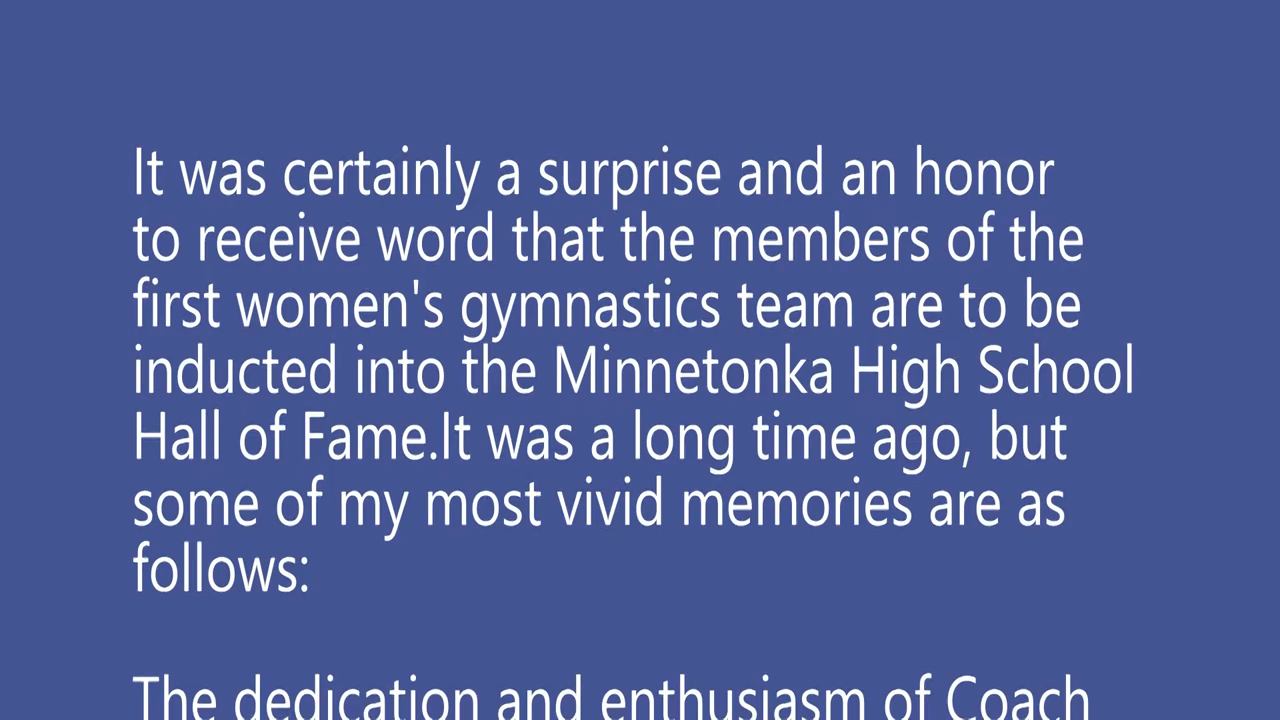 It was certainly a surprise and an honor
to receive word that the members of the
first women's gymnastics team are to be
inducted into the Minnetonka High School
Hall of Fame.It was a long time ago, but
some of my most vivid memories are as
follows:
The dedication and enthusiasm of Coach